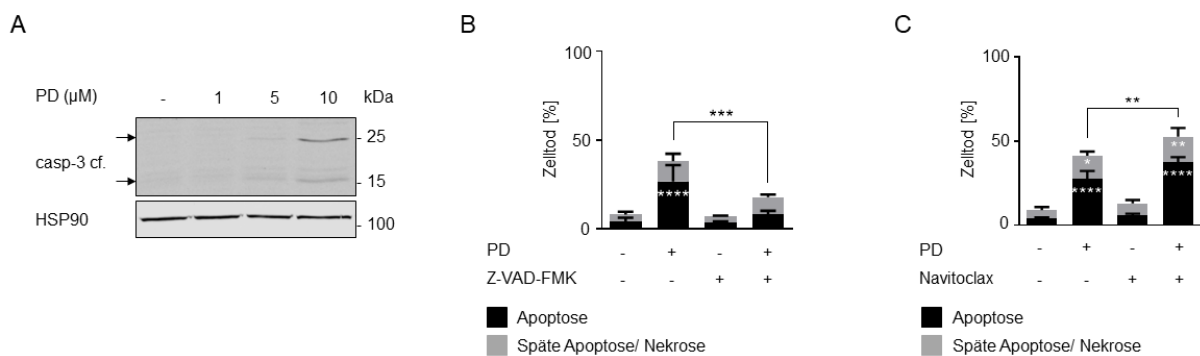 A
PD (µM) - 1 5 10 kDa
casp-3 cf.
25
15
HSP90
100
B
Zelltod [%]
100
50
0
***
****
PD - + - +
Z-VAD-FMK - - + +
Apoptose
Späte Apoptose/ Nekrose
C
Zelltod [%]
100
50
0
**
*
****
**
****
PD - + - +
Navitoclax - - + +
Apoptose
Späte Apoptose/ Nekrose